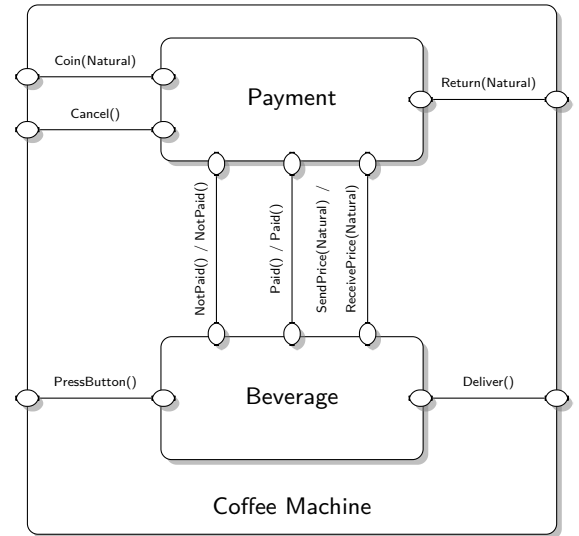 Coin(Natural)
Payment
Return(Natural)
Cancel()
NotPaid() / NotPaid()
Paid() / Paid()
SendPrice(Natural) /
ReceivePrice(Natural)
PressButton()
Beverage
Deliver()
Coffee Machine